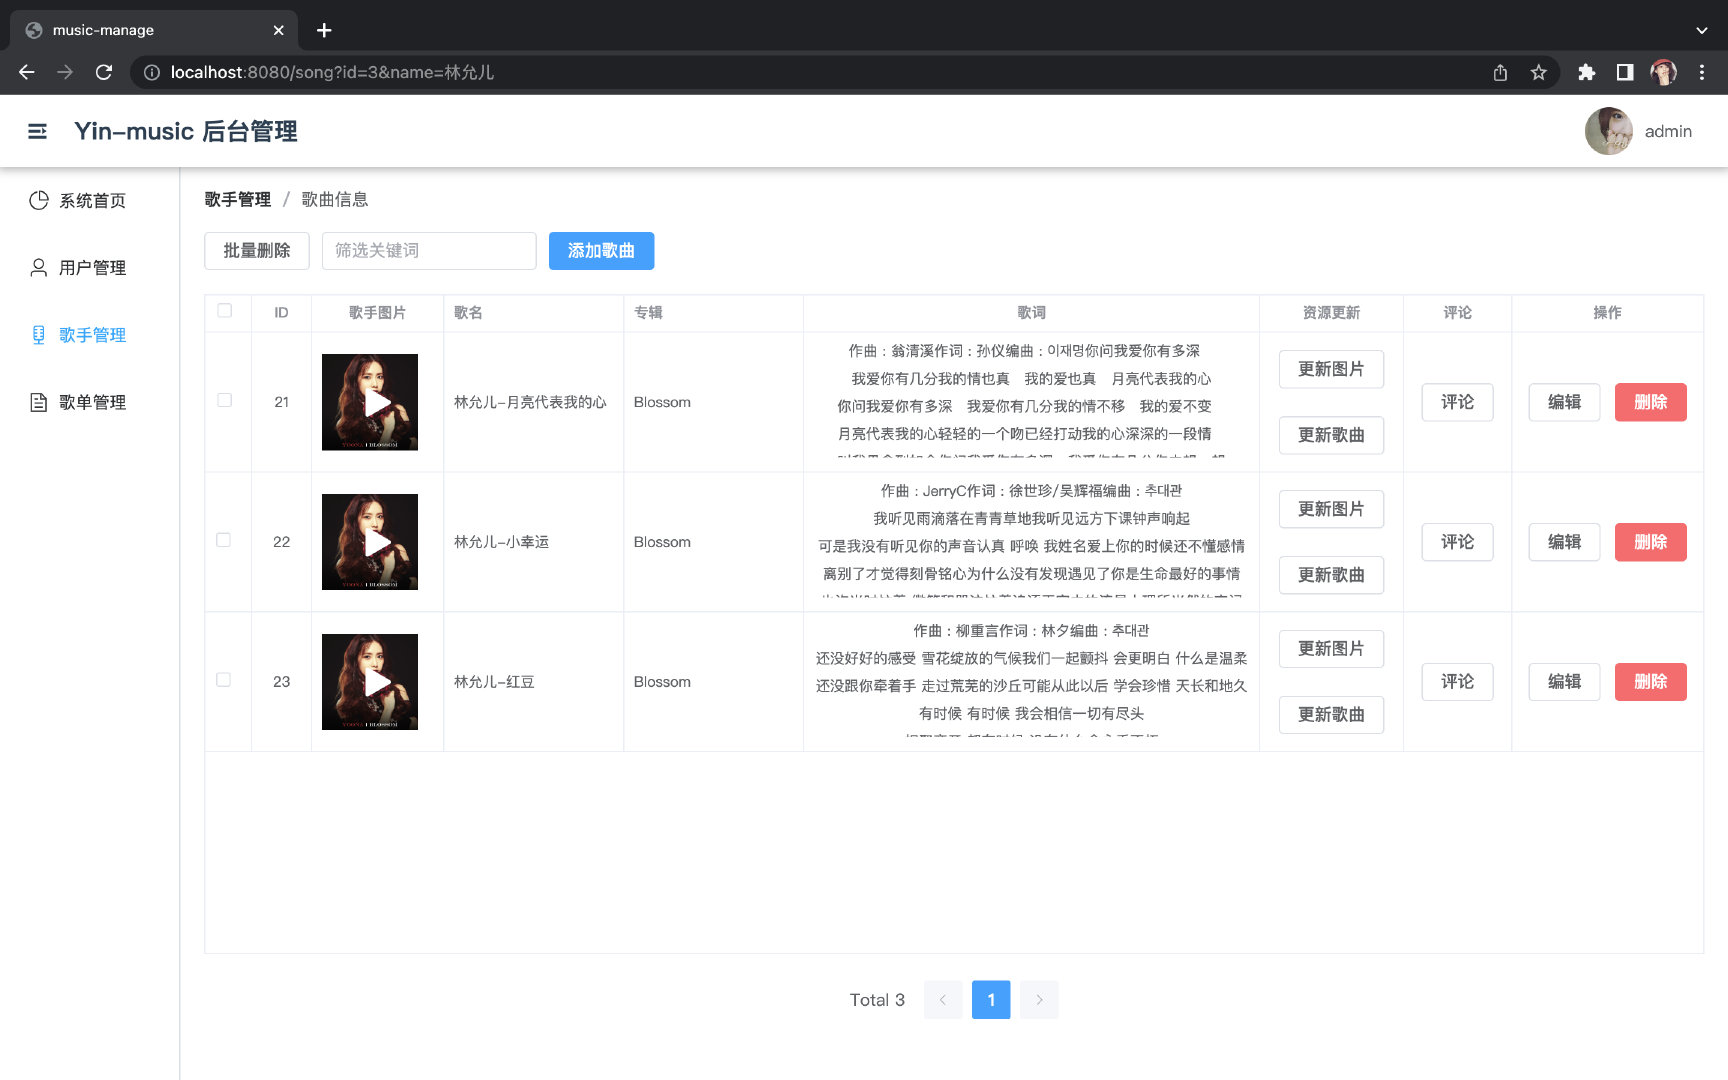 music-manage
localhost:8080/song?id=3&name=林允儿
Yin-music 后台管理
admin
系统首页
用户管理
歌手管理
歌单管理
歌手管理 / 歌曲信息
批量删除
筛选关键词
添加歌曲
ID 歌手图片 歌名 专辑 歌词 资源更新 评论 操作
21
YOONA | BLOSSOM
林允儿-月亮代表我的心
Blossom
作曲 : 翁清溪作词 : 孙仪编曲 : 이재명你问我爱你有多深
我爱你有几分我的情也真 我的爱也真 月亮代表我的心
你问我爱你有多深 我爱你有几分我的情不移 我的爱不变
月亮代表我的心轻轻的一个吻已经打动我的心深深的一段情
更新图片
更新歌曲
评论
编辑
删除
22
YOONA | BLOSSOM
林允儿-小幸运
Blossom
作曲 : JerryC作词 : 徐世珍/吴辉福编曲 : 추대관
我听见雨滴落在青青草地我听见远方下课钟声响起
可是我没有听见你的声音认真 呼唤 我姓名爱上你的时候还不懂感情
离别了才觉得刻骨铭心为什么没有发现遇见了你是生命最好的事情
更新图片
更新歌曲
评论
编辑
删除
23
YOONA | BLOSSOM
林允儿-红豆
Blossom
作曲 : 柳重言作词 : 林夕编曲 : 추대관
还没好好的感受 雪花绽放的气候我们一起颤抖 会更明白 什么是温柔
还没跟你牵着手 走过荒芜的沙丘可能从此以后 学会珍惜 天长和地久
有时候 有时候 我会相信一切有尽头
更新图片
更新歌曲
评论
编辑
删除
Total 3
1